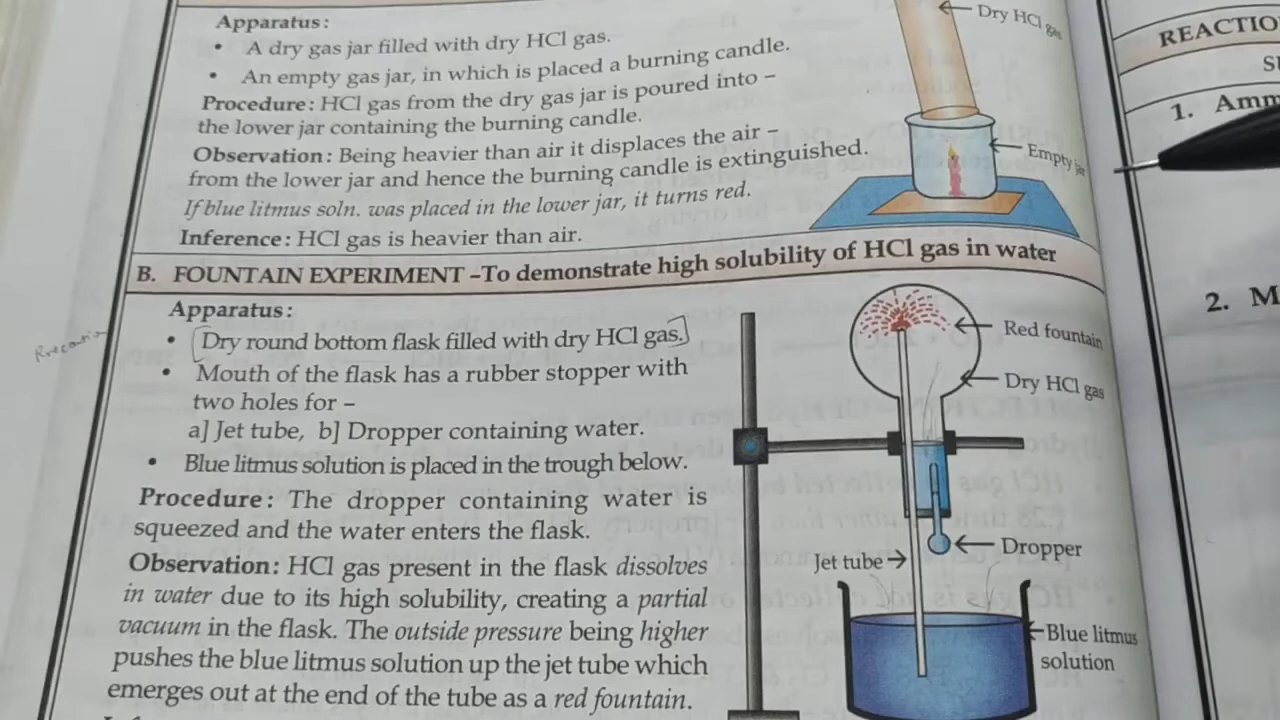 Apparatus :
• A dry gas jar filled with dry HCl gas.
• An empty gas jar, in which is placed a burning candle.
Procedure : HCl gas from the dry gas jar is poured into –
the lower jar containing the burning candle.
Observation : Being heavier than air it displaces the air –
from the lower jar and hence the burning candle is extinguished.
If blue litmus soln. was placed in the lower jar, it turns red.
Inference : HCl gas is heavier than air.
Dry HCl gas
Empty jar
B. FOUNTAIN EXPERIMENT –To demonstrate high solubility of HCl gas in water
Apparatus :
• Dry round bottom flask filled with dry HCl gas.
• Mouth of the flask has a rubber stopper with
two holes for –
a] Jet tube, b] Dropper containing water.
• Blue litmus solution is placed in the trough below.
Procedure : The dropper containing water is
squeezed and the water enters the flask.
Observation : HCl gas present in the flask dissolves
in water due to its high solubility, creating a partial
vacuum in the flask. The outside pressure being higher
pushes the blue litmus solution up the jet tube which
emerges out at the end of the tube as a red fountain.
Red fountain
Dry HCl gas
Dropper
Jet tube
Blue litmus
solution
REACTIO
1. Amm
2. M